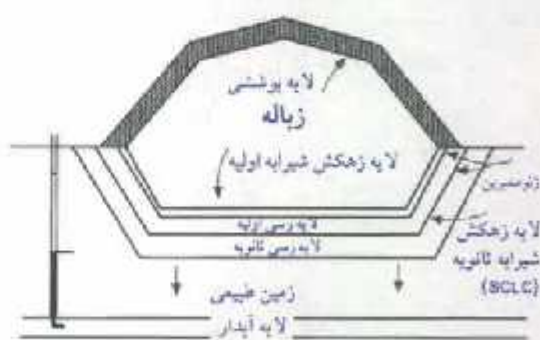 لایه پوششی
زباله
لایه زهکش شیرابه اولیه
ژئوممبرین
لایه رسی اولیه
لایه رسی ثانویه
لایه زهکش
شیرابه ثانویه
(SCLC)
زمین طبیعی
لایه آبدار